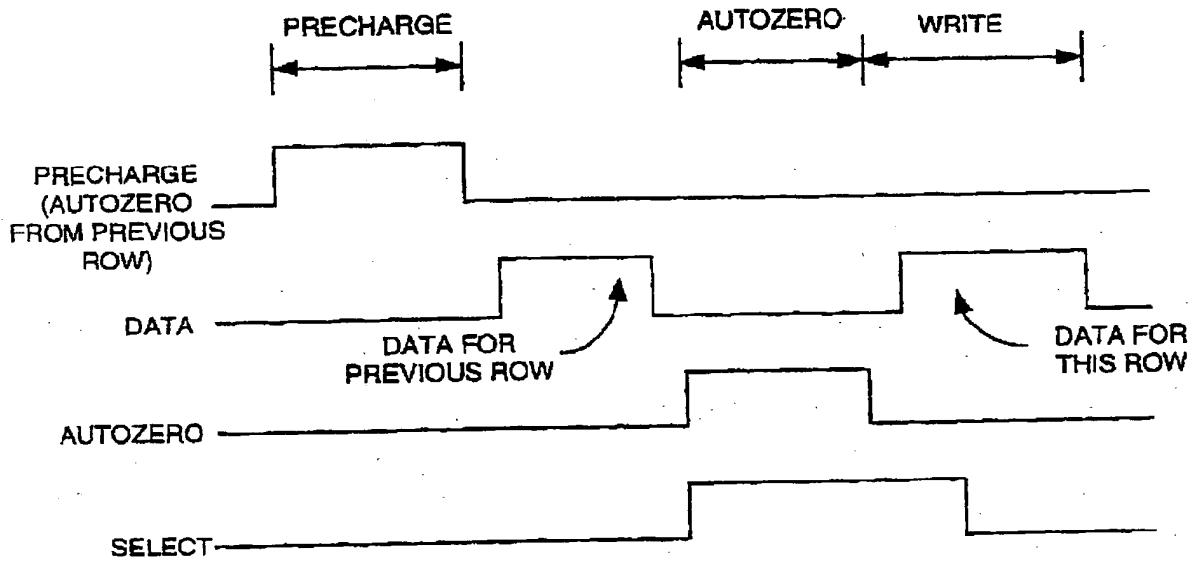 PRECHARGE
AUTOZERO
WRITE
PRECHARGE
(AUTOZERO
FROM PREVIOUS
ROW)
DATA
DATA FOR
PREVIOUS ROW
DATA FOR
THIS ROW
AUTOZERO
SELECT